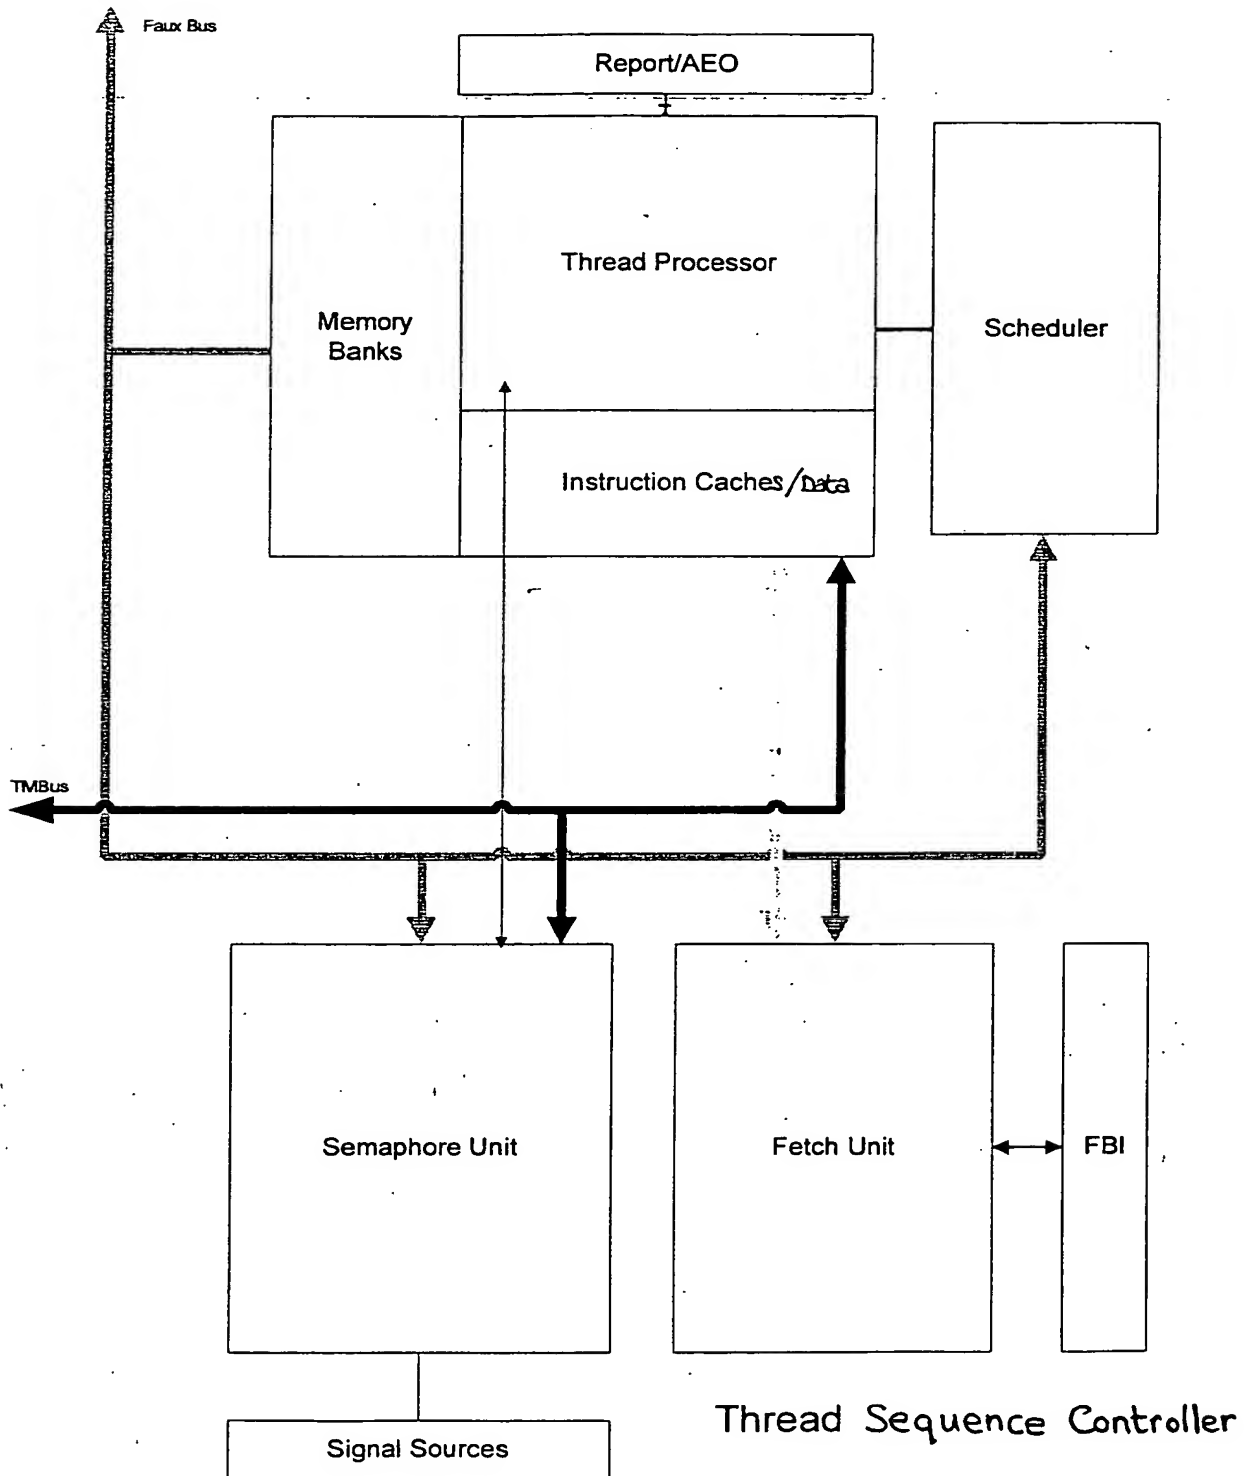 Faux Bus
Report/AEO
Thread Processor
Memory
Banks
Scheduler
Instruction Caches/Data
TMBus
Semaphore Unit
Fetch Unit
FBI
Thread Sequence Controller
Signal Sources